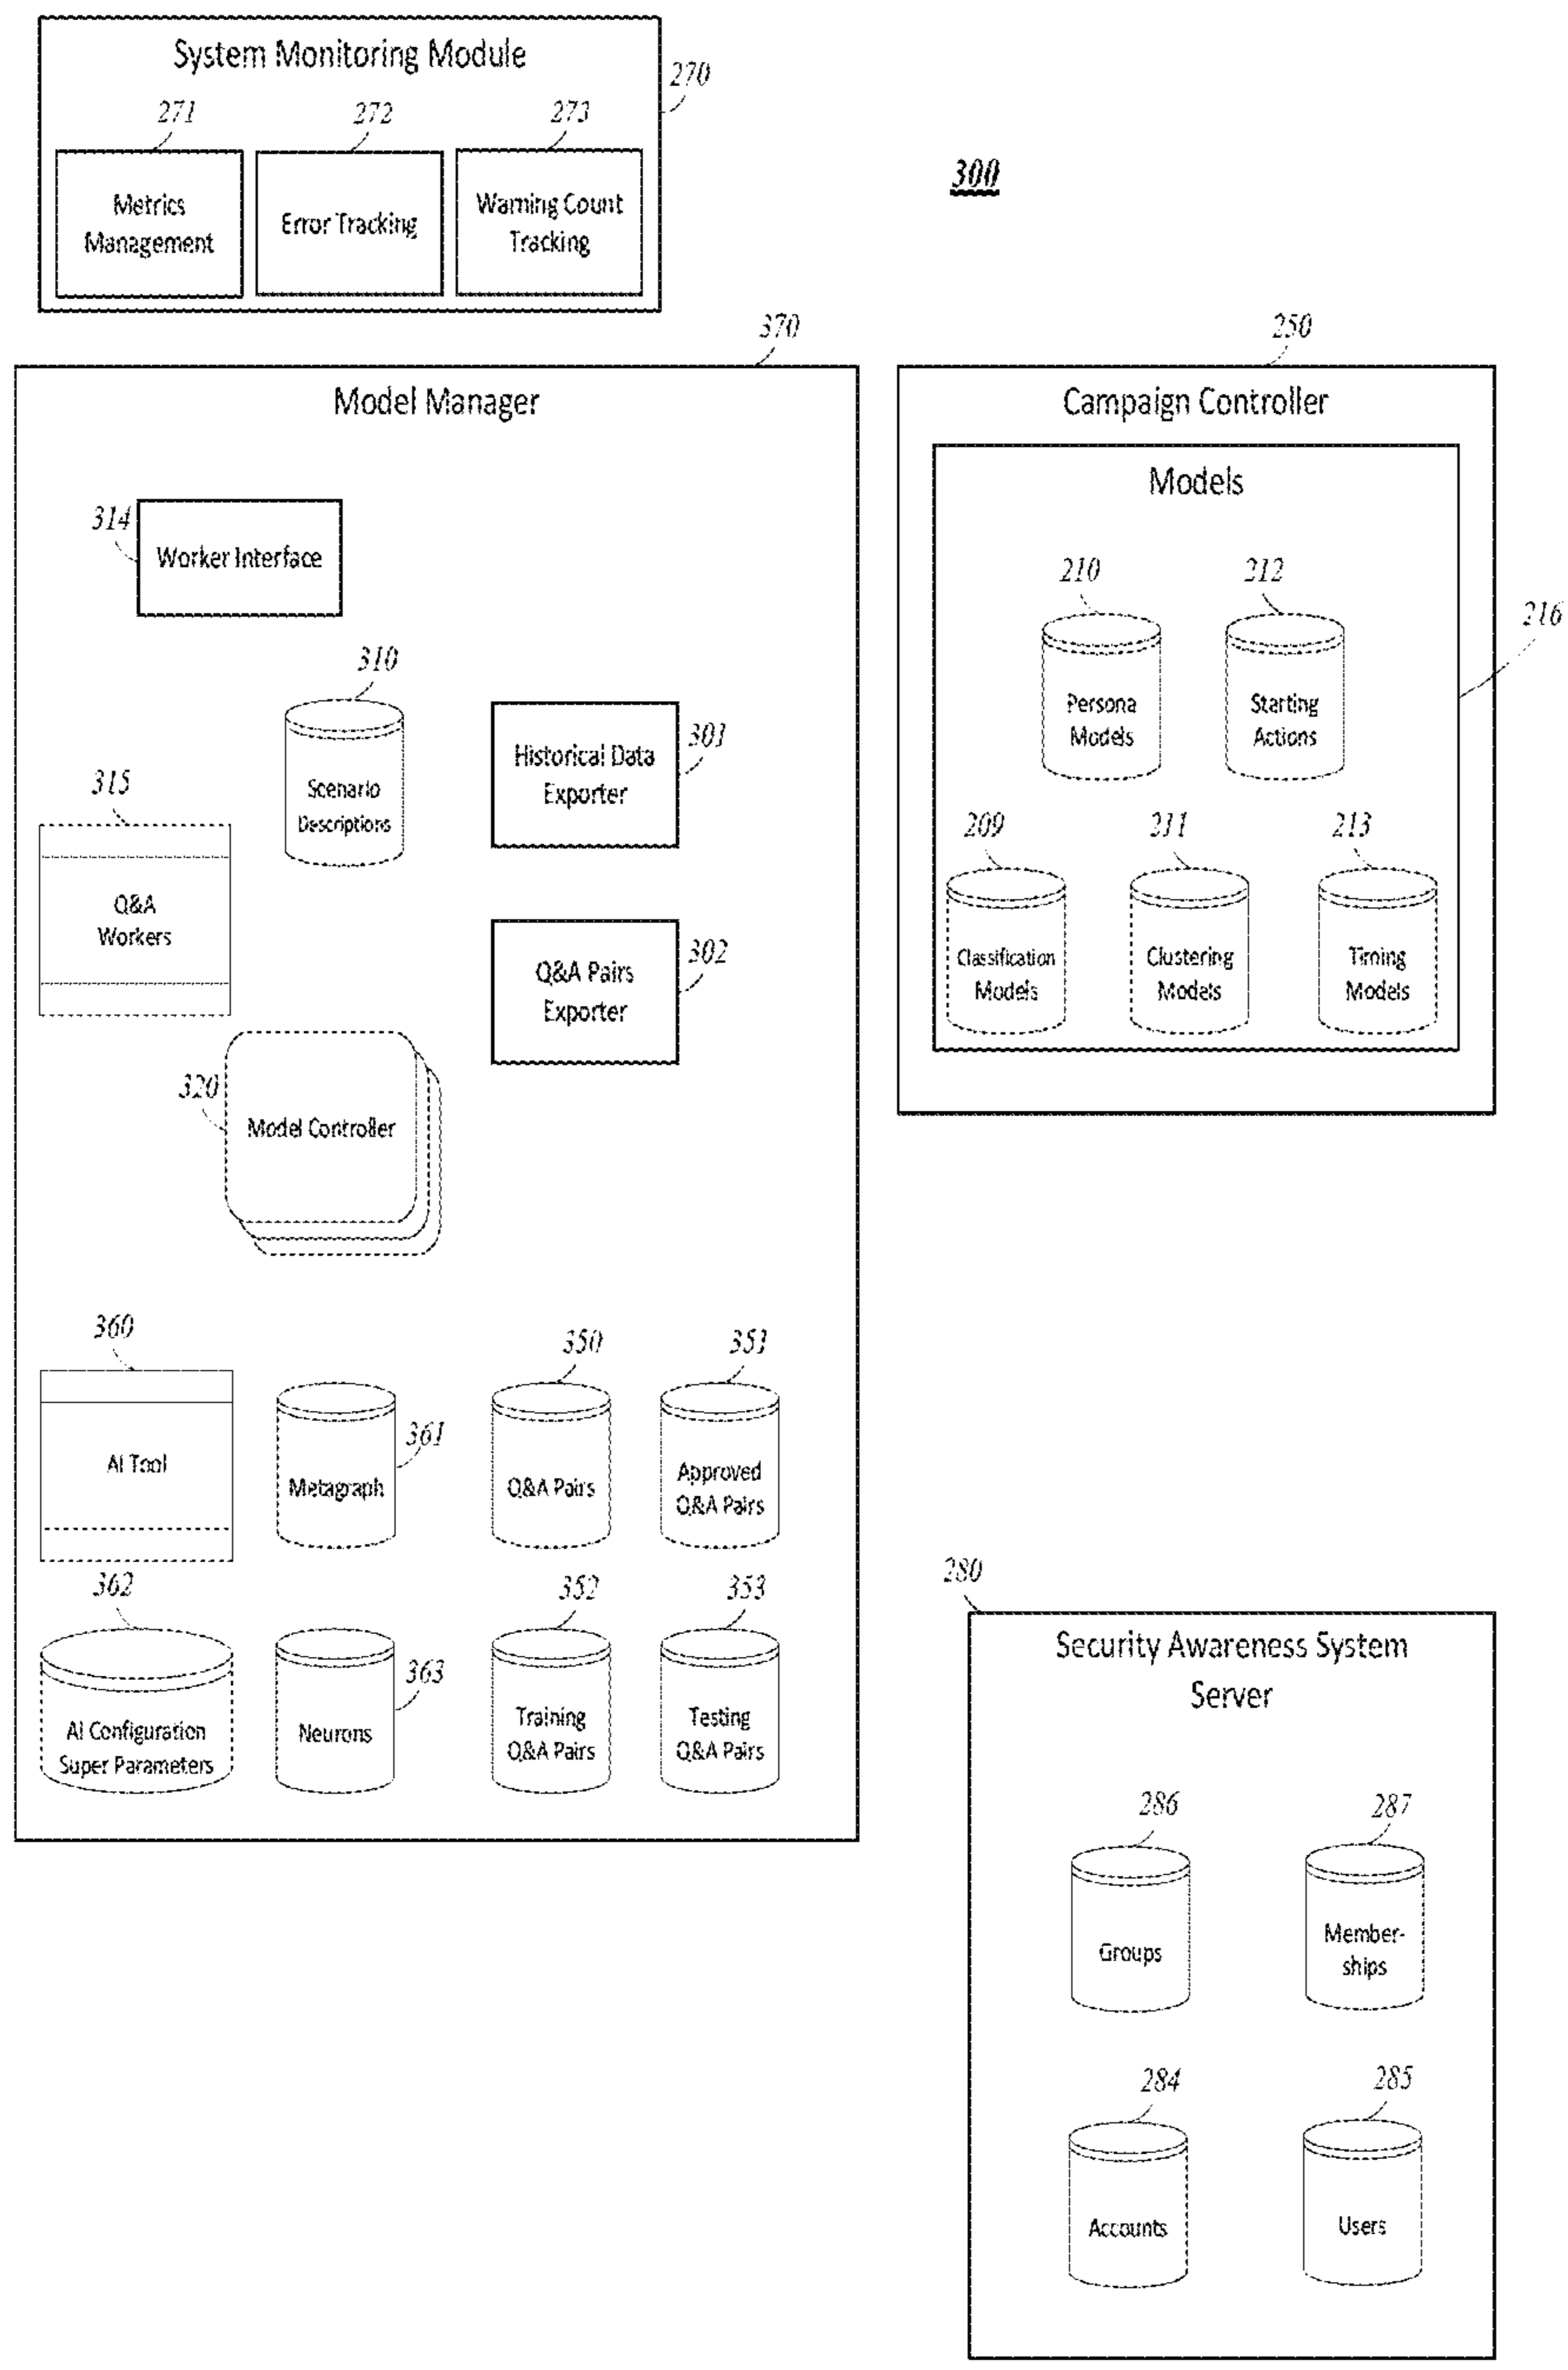 System Monitoring Module
270
271
272
273
Metrics
Management
Error Tracking
Warning Count
Tracking
300
370
Model Manager
314
Worker Interface
310
Scenario
Descriptions
301
Historical Data
Exporter
315
Q&A
Workers
302
Q&A Pairs
Exporter
320
Model Controller
360
AI Tool
361
Metagraph
350
Q&A Pairs
351
Approved
Q&A Pairs
362
AI Configuration
Super Parameters
363
Neurons
352
Training
Q&A Pairs
353
Testing
Q&A Pairs
250
Campaign Controller
Models
216
210
Persona
Models
212
Starting
Actions
209
Classification
Models
211
Clustering
Models
213
Timing
Models
280
Security Awareness System
Server
286
Groups
287
Member-
ships
284
Accounts
285
Users